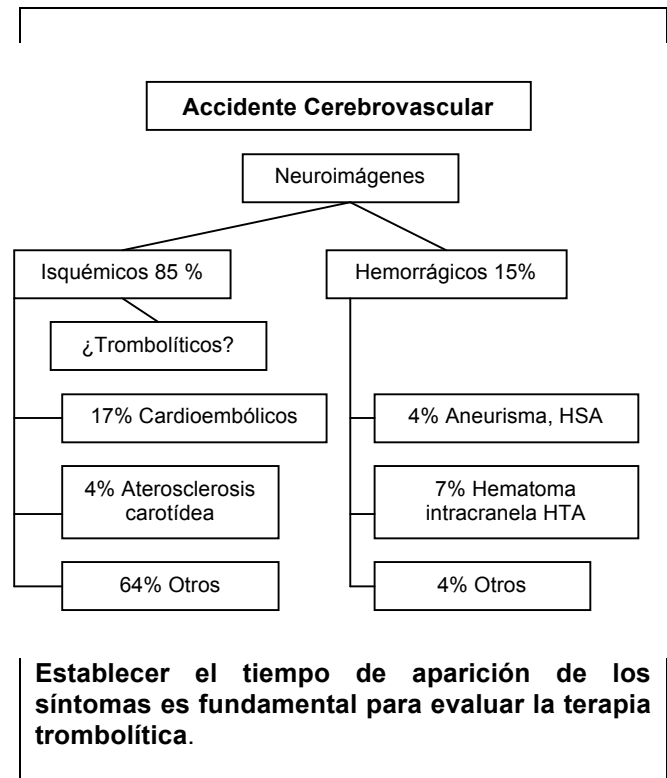 Accidente Cerebrovascular
Neuroimágenes
Isquémicos 85 %
Hemorrágicos 15%
¿Trombolíticos?
17% Cardioembólicos
4% Aneurisma, HSA
4% Aterosclerosis
carotídea
7% Hematoma
intracranela HTA
64% Otros
4% Otros
Establecer el tiempo de aparición de los
síntomas es fundamental para evaluar la terapia
trombolítica.